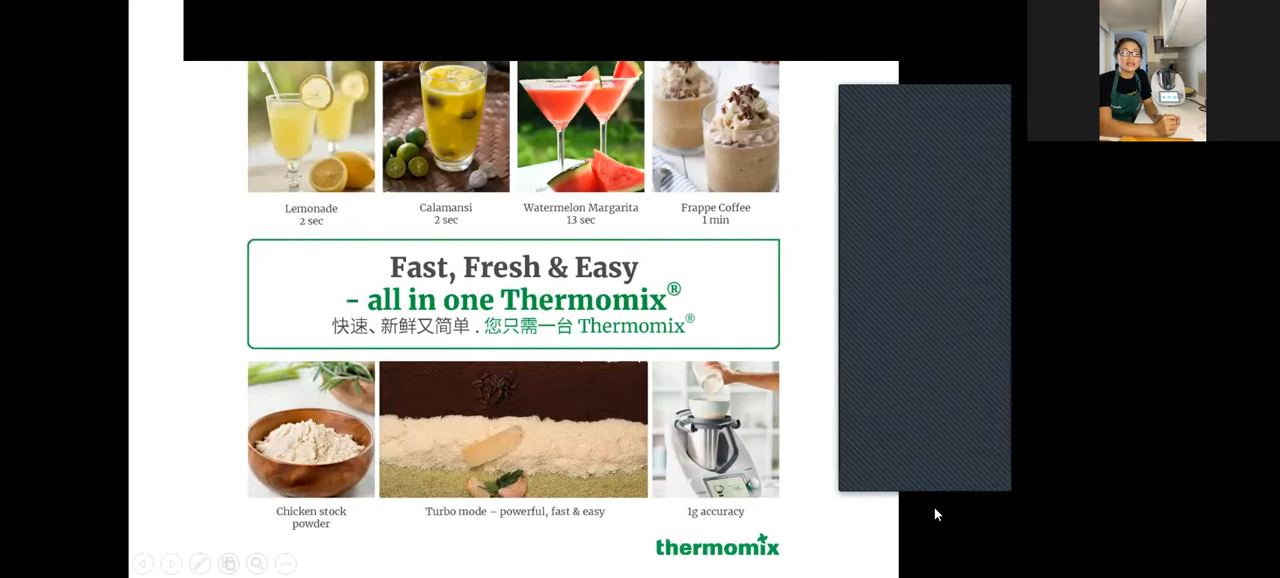 Lemonade
2 sec
Calamansi
2 sec
Watermelon Margarita
13 sec
Frappe Coffee
1 min
Fast, Fresh & Easy
- all in one Thermomix®
快速、新鲜又简单 . 您只需一台 Thermomix®
Chicken stock
powder
Turbo mode – powerful, fast & easy
1g accuracy
thermomix